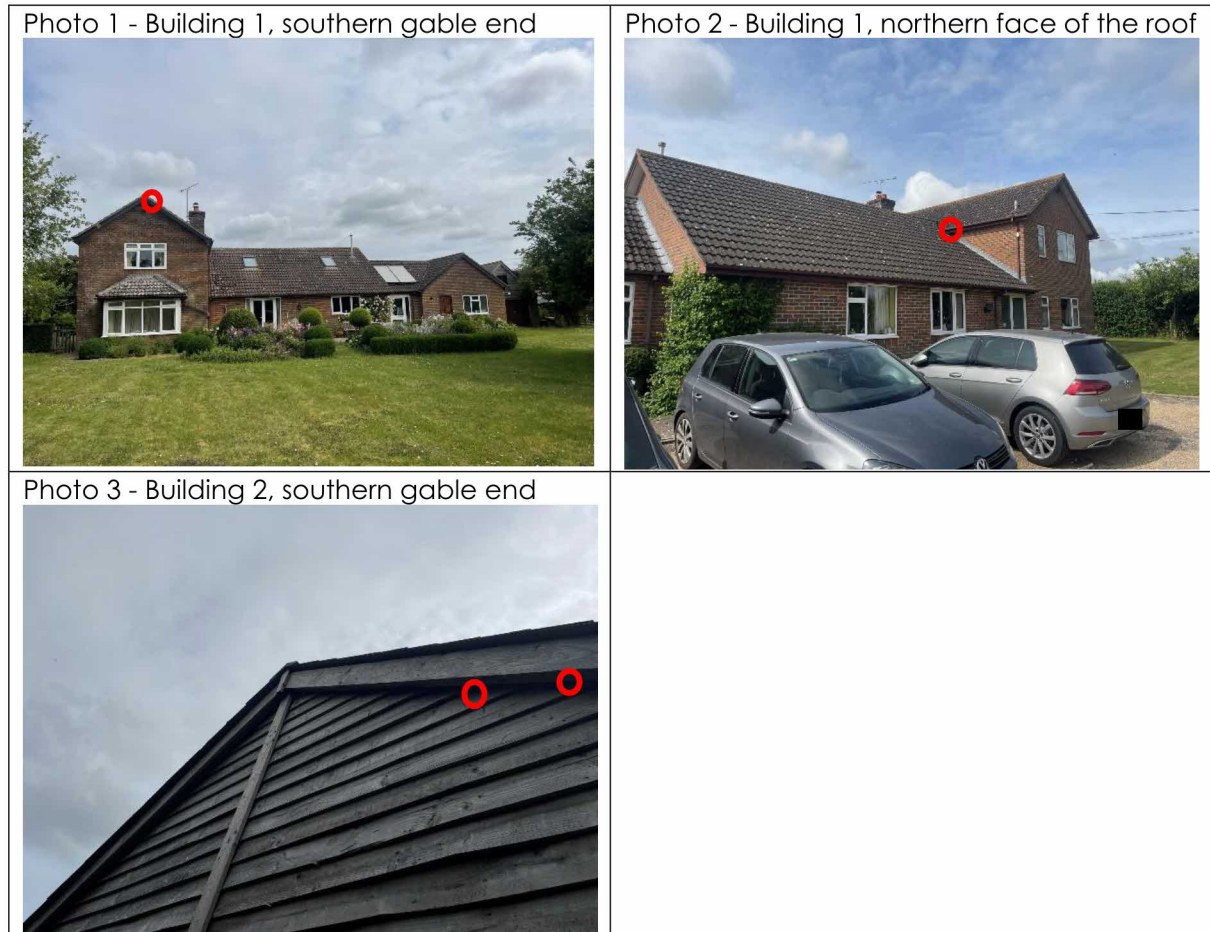 Photo 1 - Building 1, southern gable end
Photo 2 - Building 1, northern face of the roof
Photo 3 - Building 2, southern gable end